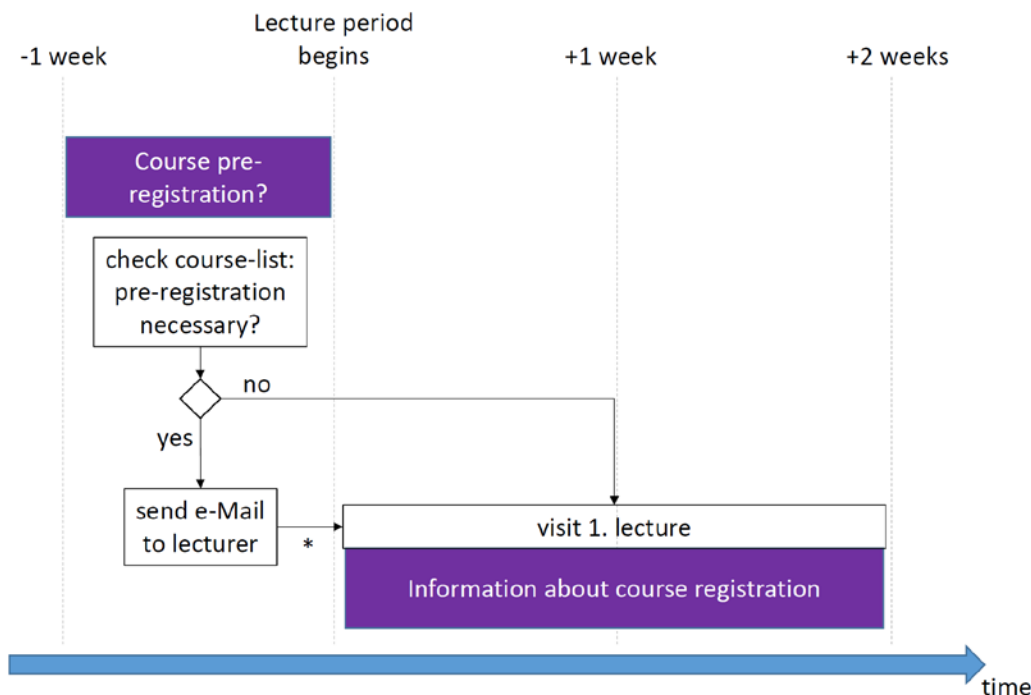 Lecture period
-1 week
begins
+1 week
+2 weeks
Course pre-
registration?
check course-list:
pre-registration
necessary?
no
yes
send e-Mail
to lecturer
*
visit 1. lecture
Information about course registration
time